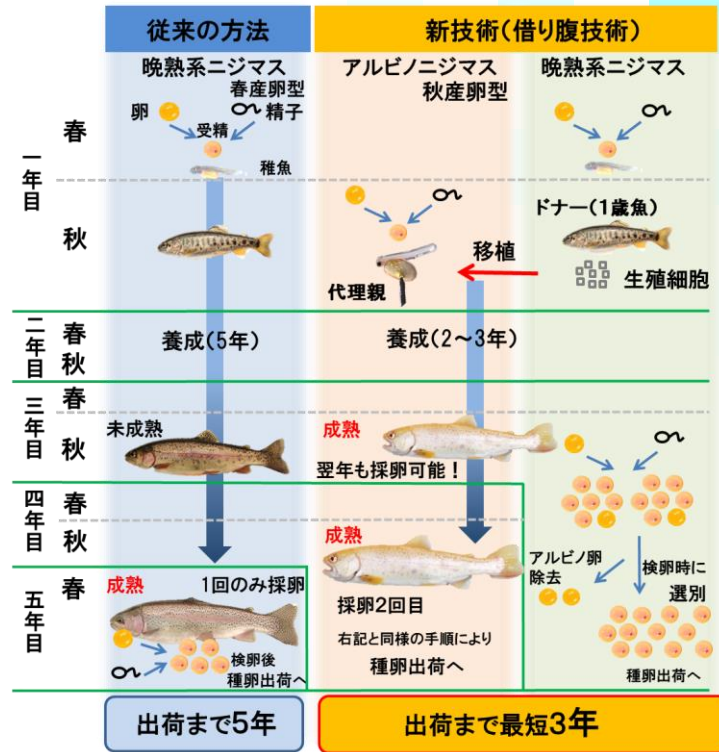 従来の方法
新技術(借り腹技術)
晩熟系ニジマス
春産卵型
卵
精子
受精
稚魚
アルビノニジマス
秋産卵型
晩熟系ニジマス
一年目
春
秋
ドナー(1歳魚)
移植
生殖細胞
代理親
二年目
春
秋
養成(5年)
養成(2～3年)
三年目
春
秋
未成熟
成熟
翌年も採卵可能!
四年目
春
秋
アルビノ卵
除去
検卵時に
選別
採卵2回目
右記と同様の手順により
種卵出荷へ
種卵出荷へ
五年目
春
成熟
1回のみ採卵
検卵後
種卵出荷へ
出荷まで5年
出荷まで最短3年